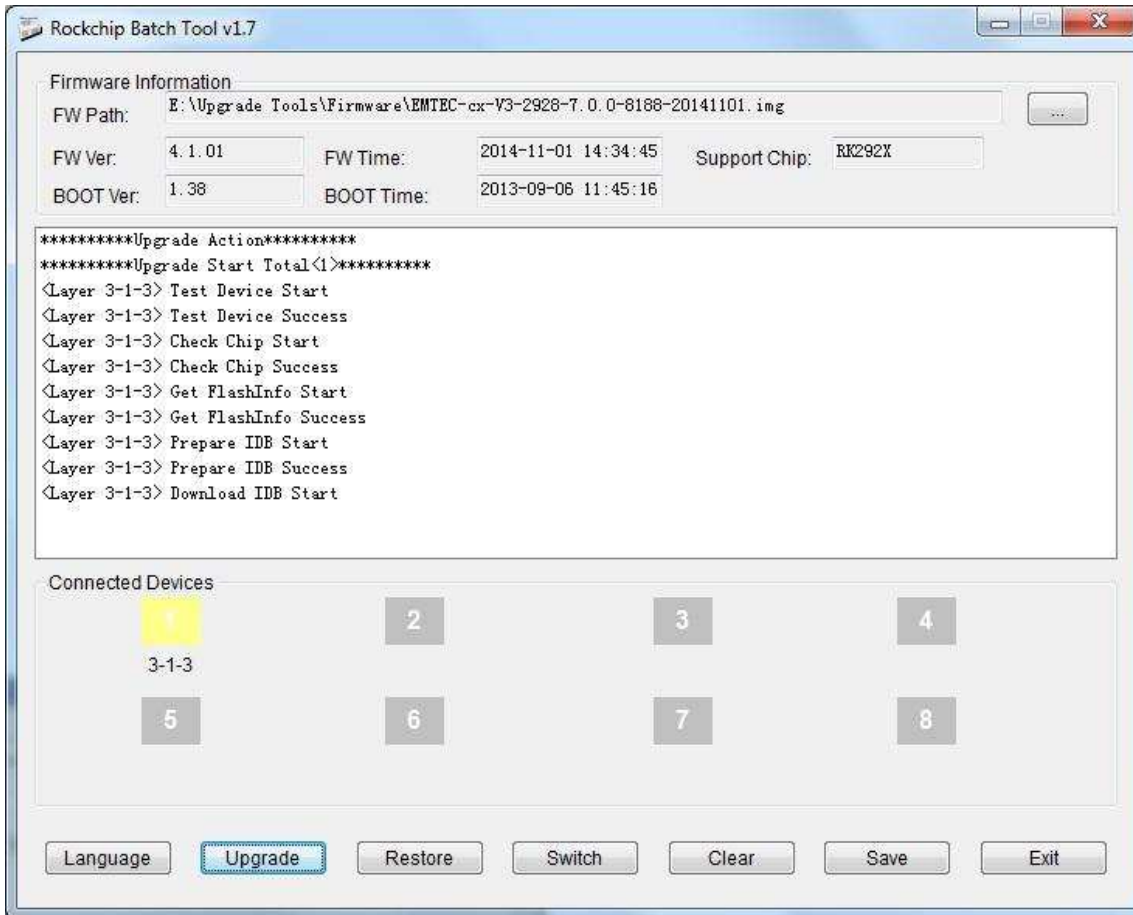 Rockchip Batch Tool v1.7
Firmware Information
FW Path: E:\Upgrade Tools\Firmware\EMTEC-cx-V3-2928-7.0.0-8188-20141101.img ...
FW Ver: 4.1.01 FW Time: 2014-11-01 14:34:45 Support Chip: RK292X
BOOT Ver: 1.38 BOOT Time: 2013-09-06 11:45:16
**********Upgrade Action**********
**********Upgrade Start Total<1>**********
<Layer 3-1-3> Test Device Start
<Layer 3-1-3> Test Device Success
<Layer 3-1-3> Check Chip Start
<Layer 3-1-3> Check Chip Success
<Layer 3-1-3> Get FlashInfo Start
<Layer 3-1-3> Get FlashInfo Success
<Layer 3-1-3> Prepare IDB Start
<Layer 3-1-3> Prepare IDB Success
<Layer 3-1-3> Download IDB Start
Connected Devices
1 2 3 4
3-1-3
5 6 7 8
Language Upgrade Restore Switch Clear Save Exit